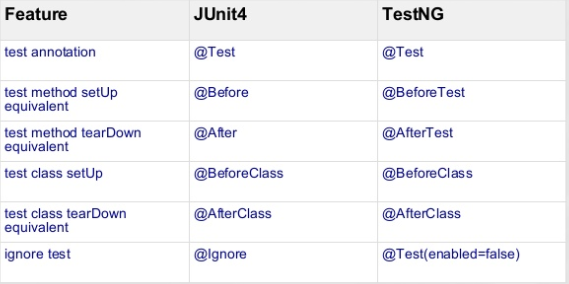 Feature JUnit4 TestNG
test annotation @Test @Test
test method setUp @Before @BeforeTest
equivalent
test method tearDown @After @AfterTest
equivalent
test class setUp @BeforeClass @BeforeClass
test class tearDown @AfterClass @AfterClass
equivalent
ignore test @Ignore @Test(enabled=false)